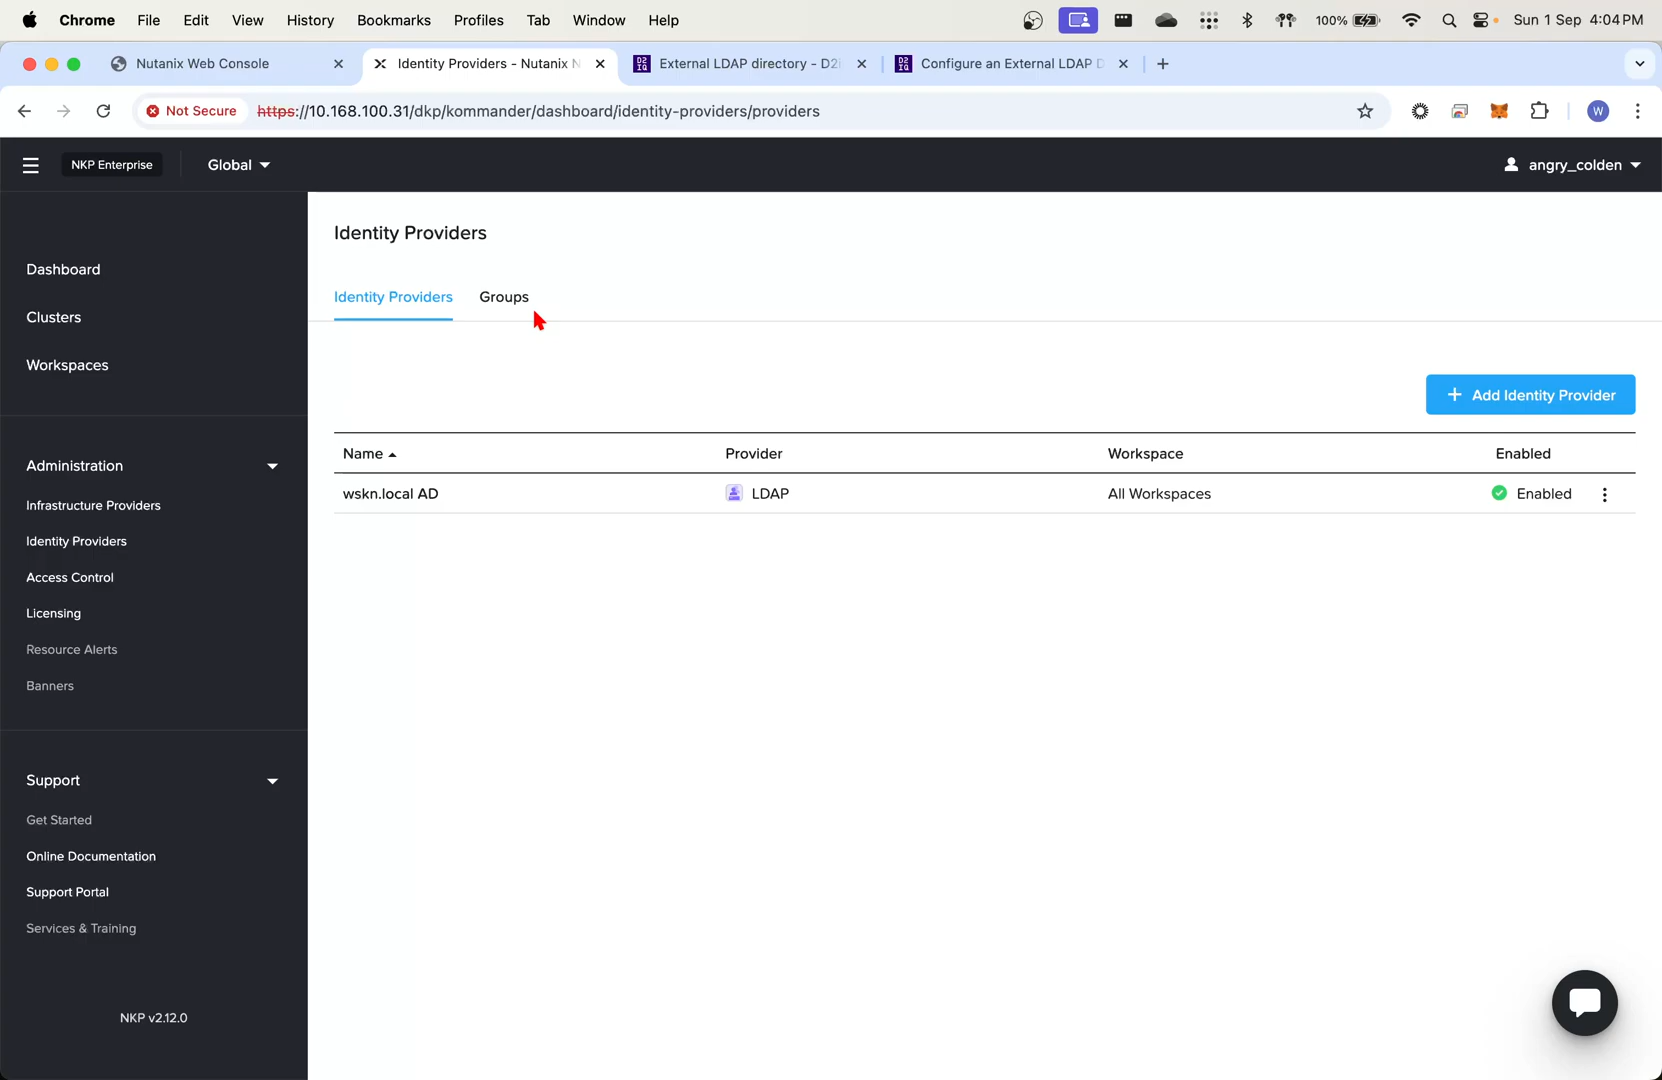 Chrome File Edit View History Bookmarks Profiles Tab Window Help 100% Sun 1 Sep 4:04PM
Nutanix Web Console Identity Providers - Nutanix N External LDAP directory - D2i Configure an External LDAP D
Not Secure https://10.168.100.31/dkp/kommander/dashboard/identity-providers/providers W
NKP Enterprise Global angry_colden
Dashboard
Clusters
Workspaces
Administration
Infrastructure Providers
Identity Providers
Access Control
Licensing
Resource Alerts
Banners
Support
Get Started
Online Documentation
Support Portal
Services & Training
NKP v2.12.0
Identity Providers
Identity Providers Groups
+ Add Identity Provider
Name Provider Workspace Enabled
wskn.local AD LDAP All Workspaces Enabled